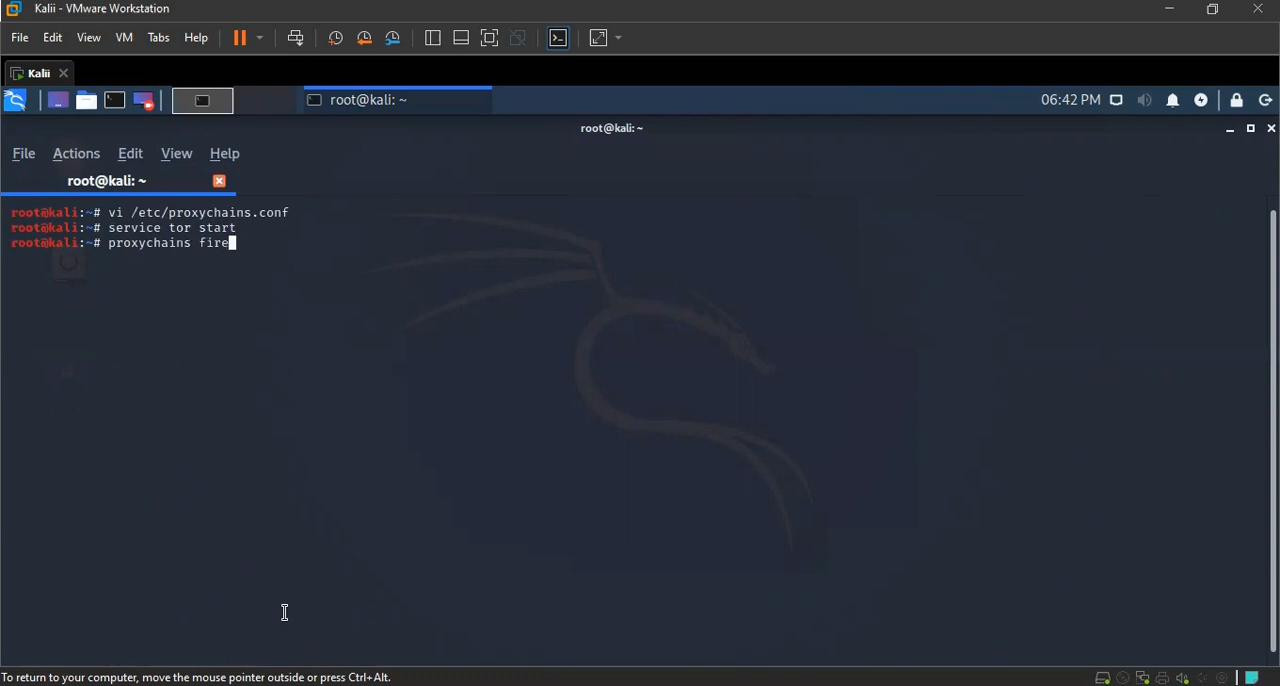 Kalii - VMware Workstation
File Edit View VM Tabs Help
Kalii
root@kali: ~
06:42 PM
root@kali: ~
File Actions Edit View Help
root@kali: ~
root@kali:~# vi /etc/proxychains.conf
root@kali:~# service tor start
root@kali:~# proxychains fire
To return to your computer, move the mouse pointer outside or press Ctrl+Alt.